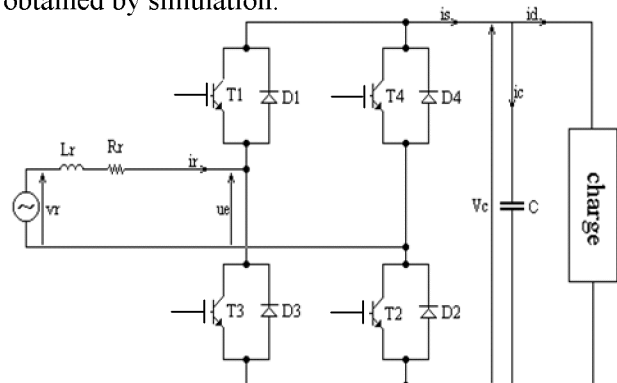 obtained by simulation.
is
id
T1
D1
T4
D4
ic
Lr
Rr
ir
vr
ue
Vc
C
charge
T3
D3
T2
D2